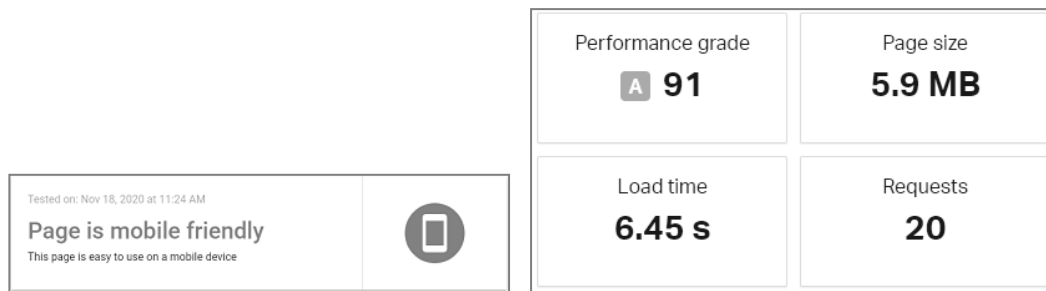 Tested on: Nov 18, 2020 at 11:24 AM
Page is mobile friendly
This page is easy to use on a mobile device
Performance grade
A 91
Page size
5.9 MB
Load time
6.45 s
Requests
20